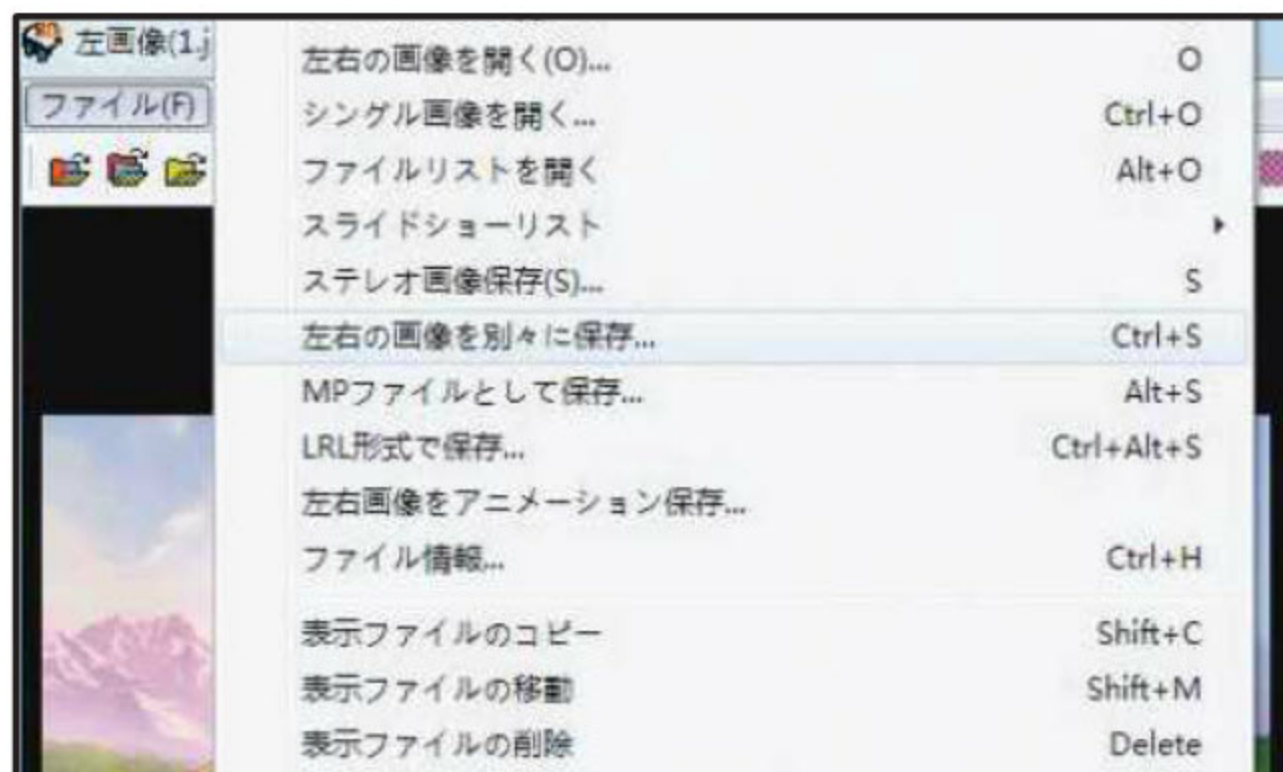 左画像(1.j
ファイル(F)
左右の画像を開く(O)... O
シングル画像を開く... Ctrl+O
ファイルリストを開く Alt+O
スライドショーリスト
ステレオ画像保存(S)... S
左右の画像を別々に保存... Ctrl+S
MPファイルとして保存... Alt+S
LRL形式で保存... Ctrl+Alt+S
左右画像をアニメーション保存...
ファイル情報... Ctrl+H
表示ファイルのコピー Shift+C
表示ファイルの移動 Shift+M
表示ファイルの削除 Delete